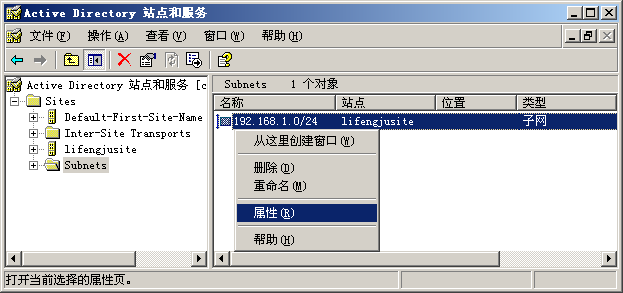 Active Directory 站点和服务
文件(F) 操作(A) 查看(V) 窗口(W) 帮助(H)
Active Directory 站点和服务 [c
Sites
Default-First-Site-Name
Inter-Site Transports
lifengjusite
Subnets
Subnets 1 个对象
名称 站点 位置 类型
192.168.1.0/24 lifengjusite 子网
从这里创建窗口(W)
删除(D)
重命名(M)
属性(R)
帮助(H)
打开当前选择的属性页。